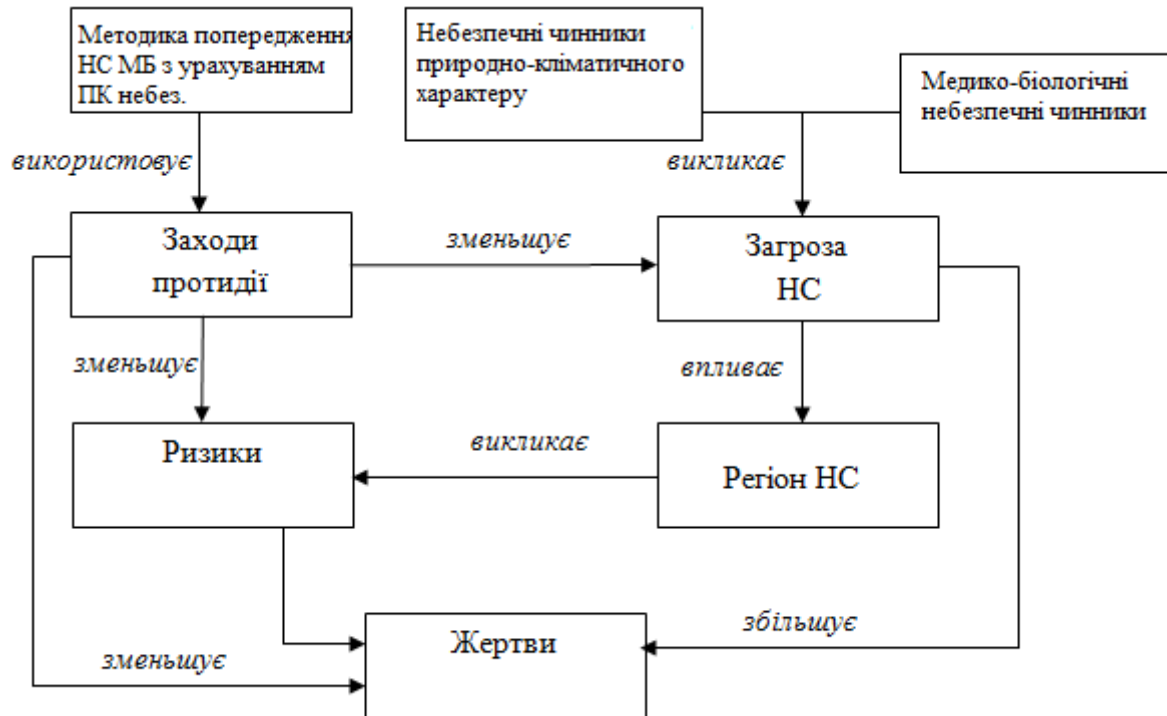 Методика попередження
НС МБ з урахуванням
ПК небез.
Небезпечні чинники
природно-кліматичного
характеру
Медико-біологічні
небезпечні чинники
використовує
викликає
Заходи
протидії
зменьшує
Загроза
НС
зменьшує
впливає
Ризики
викликає
Регіон НС
Жертви
збільшує
зменьшує